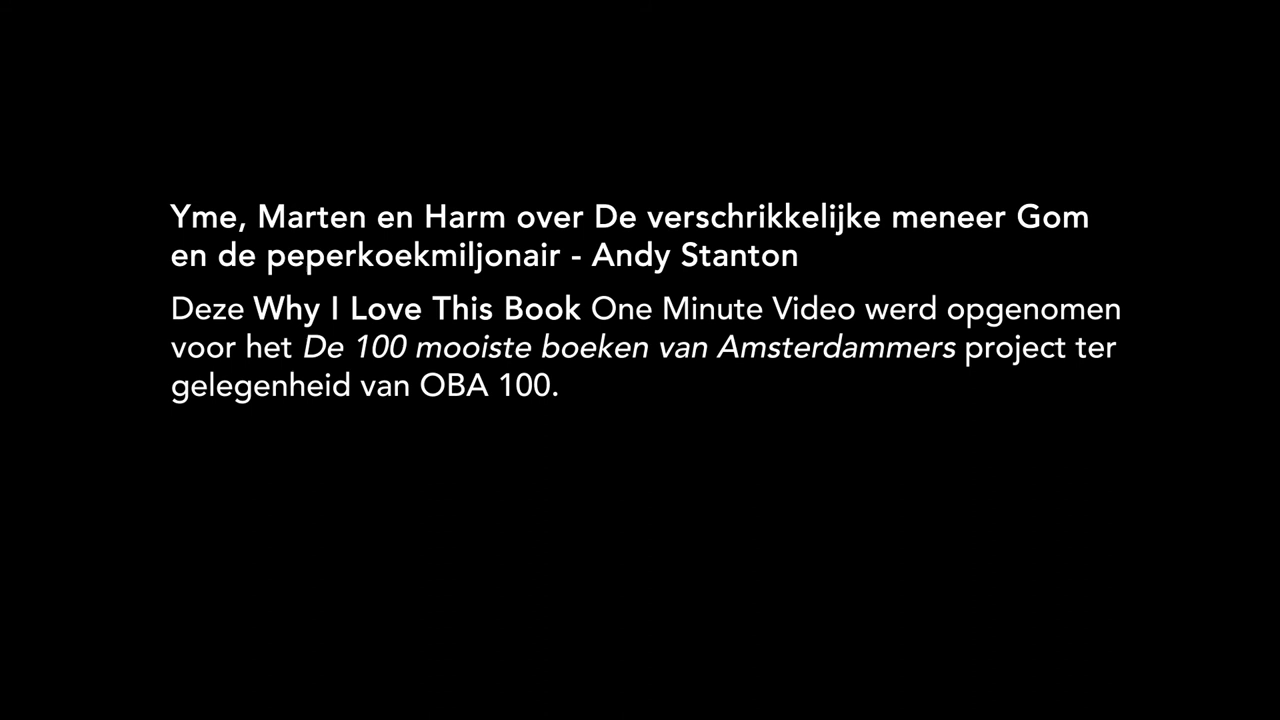 Yme, Marten en Harm over De verschrikkelijke meneer Gom
en de peperkoekmiljonair - Andy Stanton
Deze Why I Love This Book One Minute Video werd opgenomen
voor het De 100 mooiste boeken van Amsterdammers project ter
gelegenheid van OBA 100.